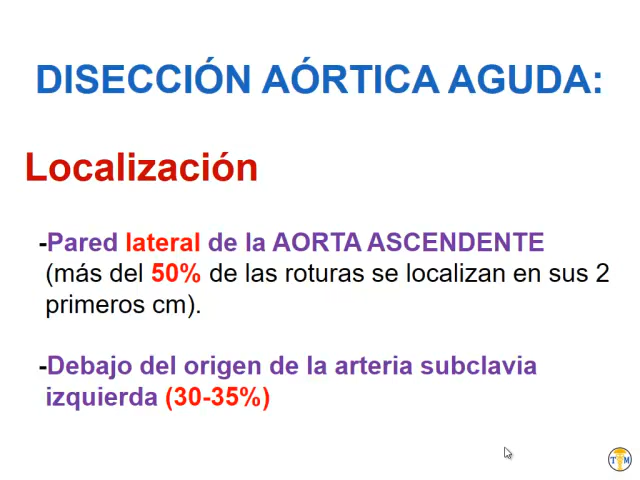 DISECCIÓN AÓRTICA AGUDA:
Localización
-Pared lateral de la AORTA ASCENDENTE
(más del 50% de las roturas se localizan en sus 2
primeros cm).
-Debajo del origen de la arteria subclavia
izquierda (30-35%)
T M